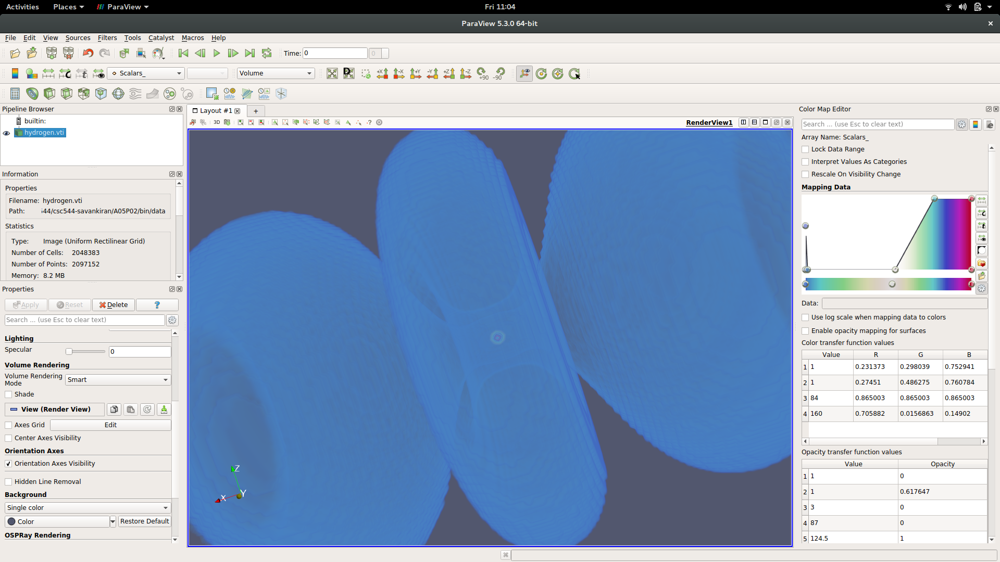 Activities Places ParaView Fri 11:04
ParaView 5.3.0 64-bit
File Edit View Sources Filters Tools Catalyst Macros Help
Time: 0 0
Scalars_ Volume +90 -90
Pipeline Browser
builtin:
hydrogen.vti
Information
Properties
Filename: hydrogen.vti
Path: 544/csc544-savankiran/A05P02/bin/data
Statistics
Type: Image (Uniform Rectilinear Grid)
Number of Cells: 2048383
Number of Points: 2097152
Memory: 8.2 MB
Properties
Apply Reset Delete ?
Search ... (use Esc to clear text)
Lighting
Specular 0
Volume Rendering
Volume Rendering
Mode Smart
Shade
View (Render View)
Axes Grid Edit
Center Axes Visibility
Orientation Axes
Orientation Axes Visibility
Hidden Line Removal
Background
Single color
Color Restore Default
OSPRay Rendering
Layout #1 +
3D ? RenderView1
Z
Y
X
Color Map Editor
Search ... (use Esc to clear text)
Array Name: Scalars_
Lock Data Range
Interpret Values As Categories
Rescale On Visibility Change
Mapping Data
Data:
Use log scale when mapping data to colors
Enable opacity mapping for surfaces
Color transfer function values
Value R G B
1 1 0.231373 0.298039 0.752941
2 1 0.27451 0.486275 0.760784
3 84 0.865003 0.865003 0.865003
4 160 0.705882 0.0156863 0.14902
Opacity transfer function values
Value Opacity
1 1 0
2 1 0.617647
3 3 0
4 87 0
5 124.5 1